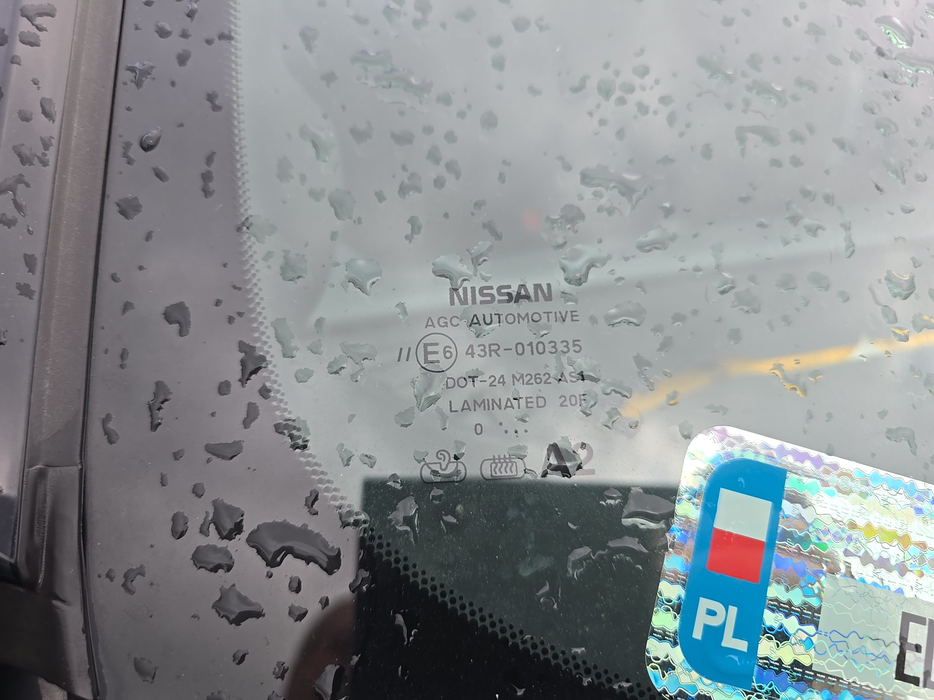 NISSAN
AGC AUTOMOTIVE
// E6 43R-010335
DOT-24 M262 AS1
LAMINATED 20F
0 ....
A2
PL